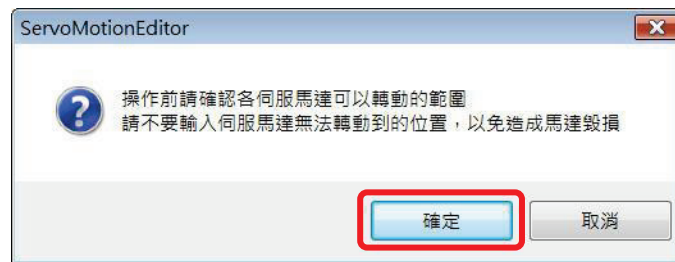 ServoMotionEditor
操作前請確認各伺服馬達可以轉動的範圍
請不要輸入伺服馬達無法轉動到的位置，以免造成馬達毀損
確定
取消